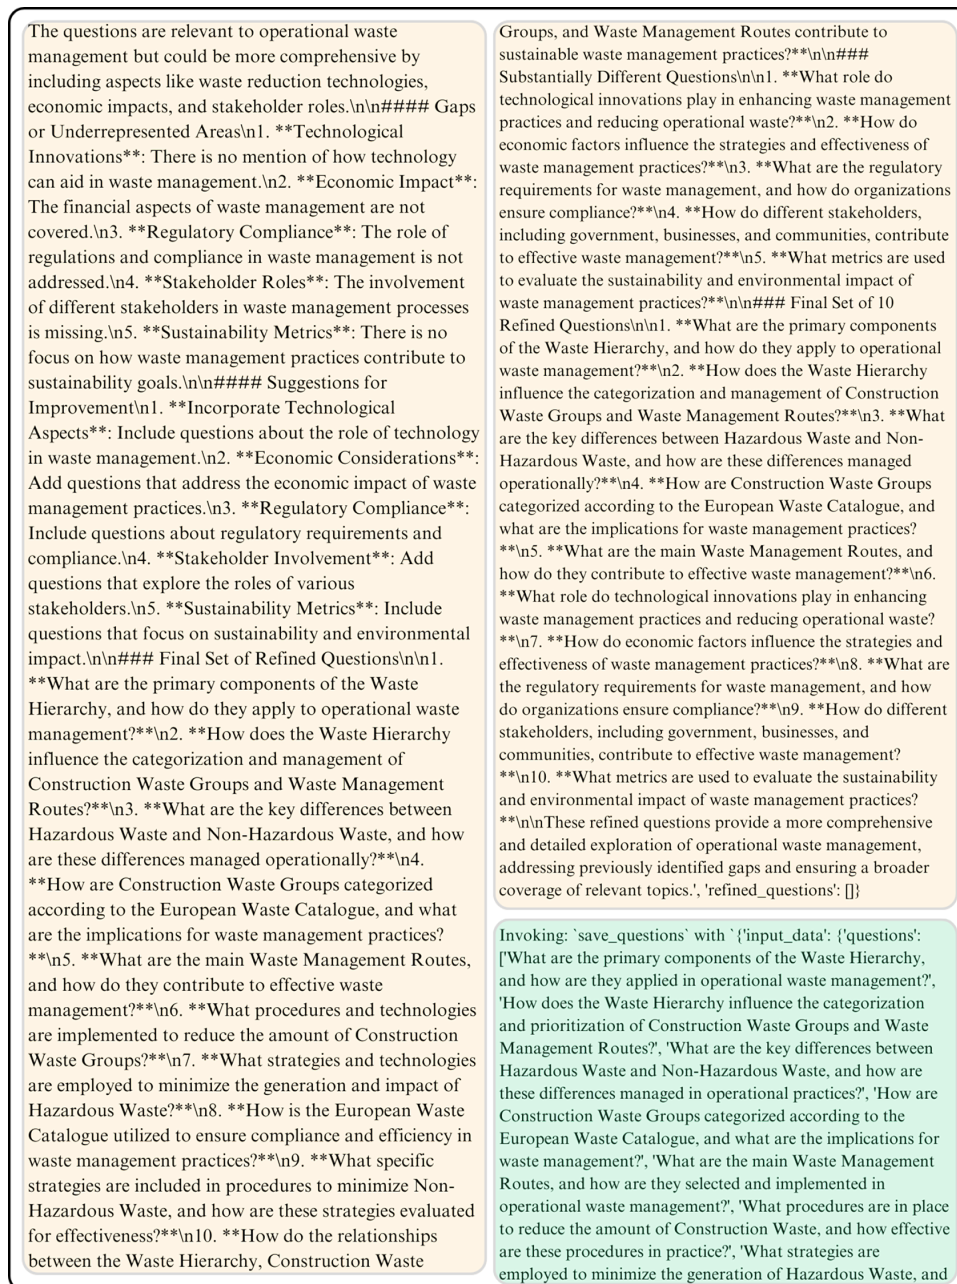 The questions are relevant to operational waste
management but could be more comprehensive by
including aspects like waste reduction technologies,
economic impacts, and stakeholder roles.\n\n#### Gaps
or Underrepresented Areas\n1. **Technological
Innovations**: There is no mention of how technology
can aid in waste management.\n2. **Economic Impact**:
The financial aspects of waste management are not
covered.\n3. **Regulatory Compliance**: The role of
regulations and compliance in waste management is not
addressed.\n4. **Stakeholder Roles**: The involvement
of different stakeholders in waste management processes
is missing.\n5. **Sustainability Metrics**: There is no
focus on how waste management practices contribute to
sustainability goals.\n\n#### Suggestions for
Improvement\n1. **Incorporate Technological
Aspects**: Include questions about the role of technology
in waste management.\n2. **Economic Considerations**:
Add questions that address the economic impact of waste
management practices.\n3. **Regulatory Compliance**:
Include questions about regulatory requirements and
compliance.\n4. **Stakeholder Involvement**: Add
questions that explore the roles of various
stakeholders.\n5. **Sustainability Metrics**: Include
questions that focus on sustainability and environmental
impact.\n\n### Final Set of Refined Questions\n\n1.
**What are the primary components of the Waste
Hierarchy, and how do they apply to operational waste
management?**\n2. **How does the Waste Hierarchy
influence the categorization and management of
Construction Waste Groups and Waste Management
Routes?**\n3. **What are the key differences between
Hazardous Waste and Non-Hazardous Waste, and how
are these differences managed operationally?**\n4.
**How are Construction Waste Groups categorized
according to the European Waste Catalogue, and what
are the implications for waste management practices?
**\n5. **What are the main Waste Management Routes,
and how do they contribute to effective waste
management?**\n6. **What procedures and technologies
are implemented to reduce the amount of Construction
Waste Groups?**\n7. **What strategies and technologies
are employed to minimize the generation and impact of
Hazardous Waste?**\n8. **How is the European Waste
Catalogue utilized to ensure compliance and efficiency in
waste management practices?**\n9. **What specific
strategies are included in procedures to minimize Non-
Hazardous Waste, and how are these strategies evaluated
for effectiveness?**\n10. **How do the relationships
between the Waste Hierarchy, Construction Waste
Groups, and Waste Management Routes contribute to
sustainable waste management practices?**\n\n###
Substantially Different Questions\n\n1. **What role do
technological innovations play in enhancing waste management
practices and reducing operational waste?**\n2. **How do
economic factors influence the strategies and effectiveness of
waste management practices?**\n3. **What are the regulatory
requirements for waste management, and how do organizations
ensure compliance?**\n4. **How do different stakeholders,
including government, businesses, and communities, contribute
to effective waste management?**\n5. **What metrics are used
to evaluate the sustainability and environmental impact of
waste management practices?**\n\n### Final Set of 10
Refined Questions\n\n1. **What are the primary components
of the Waste Hierarchy, and how do they apply to operational
waste management?**\n2. **How does the Waste Hierarchy
influence the categorization and management of Construction
Waste Groups and Waste Management Routes?**\n3. **What
are the key differences between Hazardous Waste and Non-
Hazardous Waste, and how are these differences managed
operationally?**\n4. **How are Construction Waste Groups
categorized according to the European Waste Catalogue, and
what are the implications for waste management practices?
**\n5. **What are the main Waste Management Routes, and
how do they contribute to effective waste management?**\n6.
**What role do technological innovations play in enhancing
waste management practices and reducing operational waste?
**\n7. **How do economic factors influence the strategies and
effectiveness of waste management practices?**\n8. **What are
the regulatory requirements for waste management, and how
do organizations ensure compliance?**\n9. **How do different
stakeholders, including government, businesses, and
communities, contribute to effective waste management?
**\n10. **What metrics are used to evaluate the sustainability
and environmental impact of waste management practices?
**\n\nThese refined questions provide a more comprehensive
and detailed exploration of operational waste management,
addressing previously identified gaps and ensuring a broader
coverage of relevant topics.', 'refined_questions': []}
Invoking: `save_questions` with `{'input_data': {'questions':
['What are the primary components of the Waste Hierarchy,
and how are they applied in operational waste management?',
'How does the Waste Hierarchy influence the categorization
and prioritization of Construction Waste Groups and Waste
Management Routes?', 'What are the key differences between
Hazardous Waste and Non-Hazardous Waste, and how are
these differences managed in operational practices?', 'How are
Construction Waste Groups categorized according to the
European Waste Catalogue, and what are the implications for
waste management?', 'What are the main Waste Management
Routes, and how are they selected and implemented in
operational waste management?', 'What procedures are in place
to reduce the amount of Construction Waste, and how effective
are these procedures in practice?', 'What strategies are
employed to minimize the generation of Hazardous Waste, and